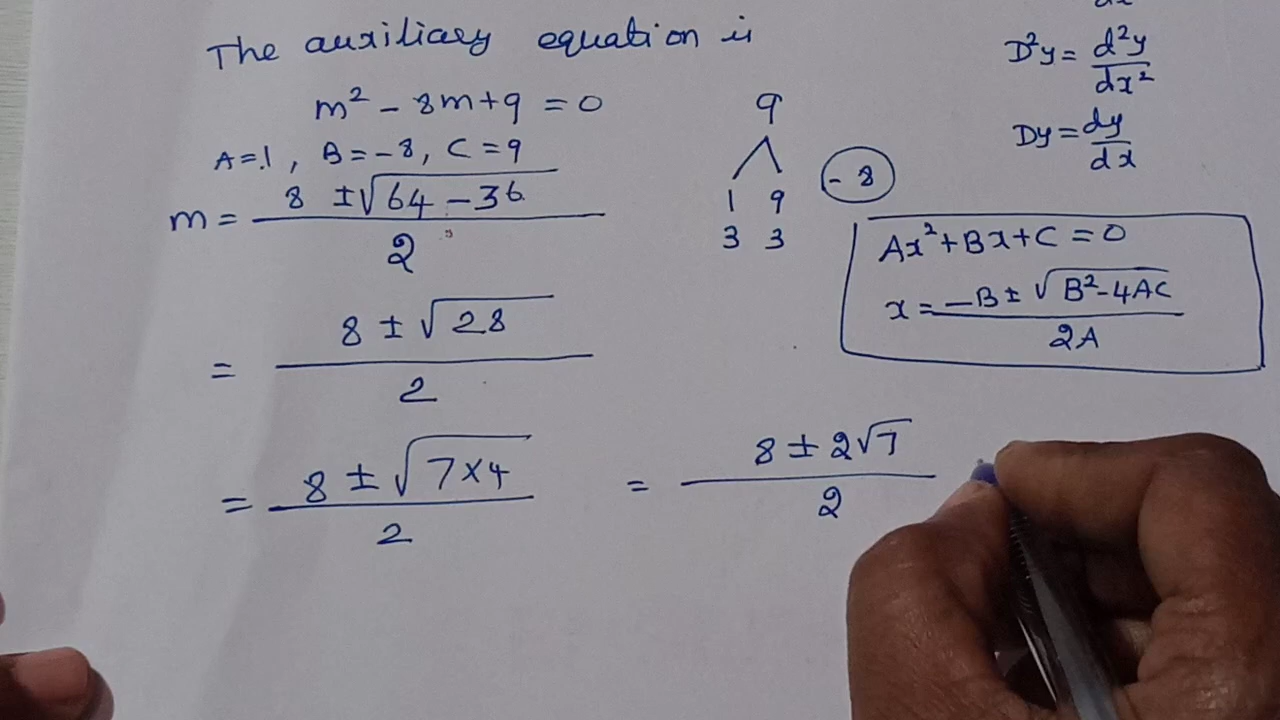 The auxiliary equation is
m² - 8m+9 = 0
A=1, B=-8, C=9
m = (8 ±√(64-36))/2
= (8 ± √28)/2
= (8 ± √(7×4))/2 = (8 ± 2√7)/2
9
1 9
3 3
-8
D²y = d²y/dx²
Dy = dy/dx
Ax²+Bx+C=0
x = (-B ± √(B²-4AC))/2A